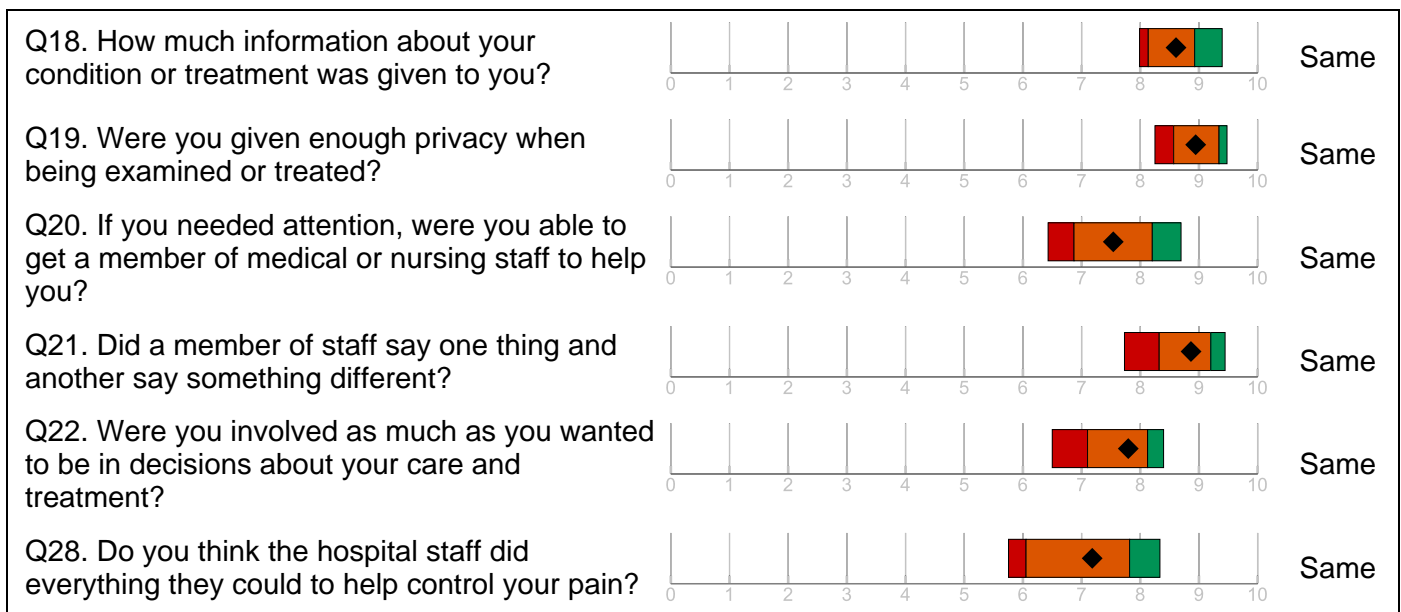 Q18. How much information about your
condition or treatment was given to you?
0 1 2 3 4 5 6 7 8 9 10
Same
Q19. Were you given enough privacy when
being examined or treated?
0 1 2 3 4 5 6 7 8 9 10
Same
Q20. If you needed attention, were you able to
get a member of medical or nursing staff to help
you?
0 1 2 3 4 5 6 7 8 9 10
Same
Q21. Did a member of staff say one thing and
another say something different?
0 1 2 3 4 5 6 7 8 9 10
Same
Q22. Were you involved as much as you wanted
to be in decisions about your care and
treatment?
0 1 2 3 4 5 6 7 8 9 10
Same
Q28. Do you think the hospital staff did
everything they could to help control your pain?
0 1 2 3 4 5 6 7 8 9 10
Same